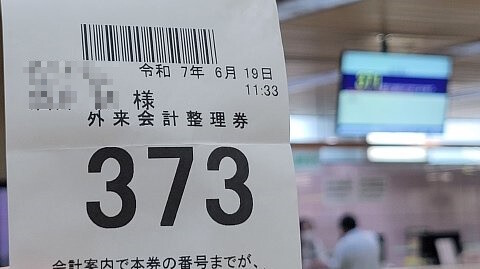 令和 7年 6月 19日
11:33
様
外来会計整理券
373
会計案内で本券の番号までが、